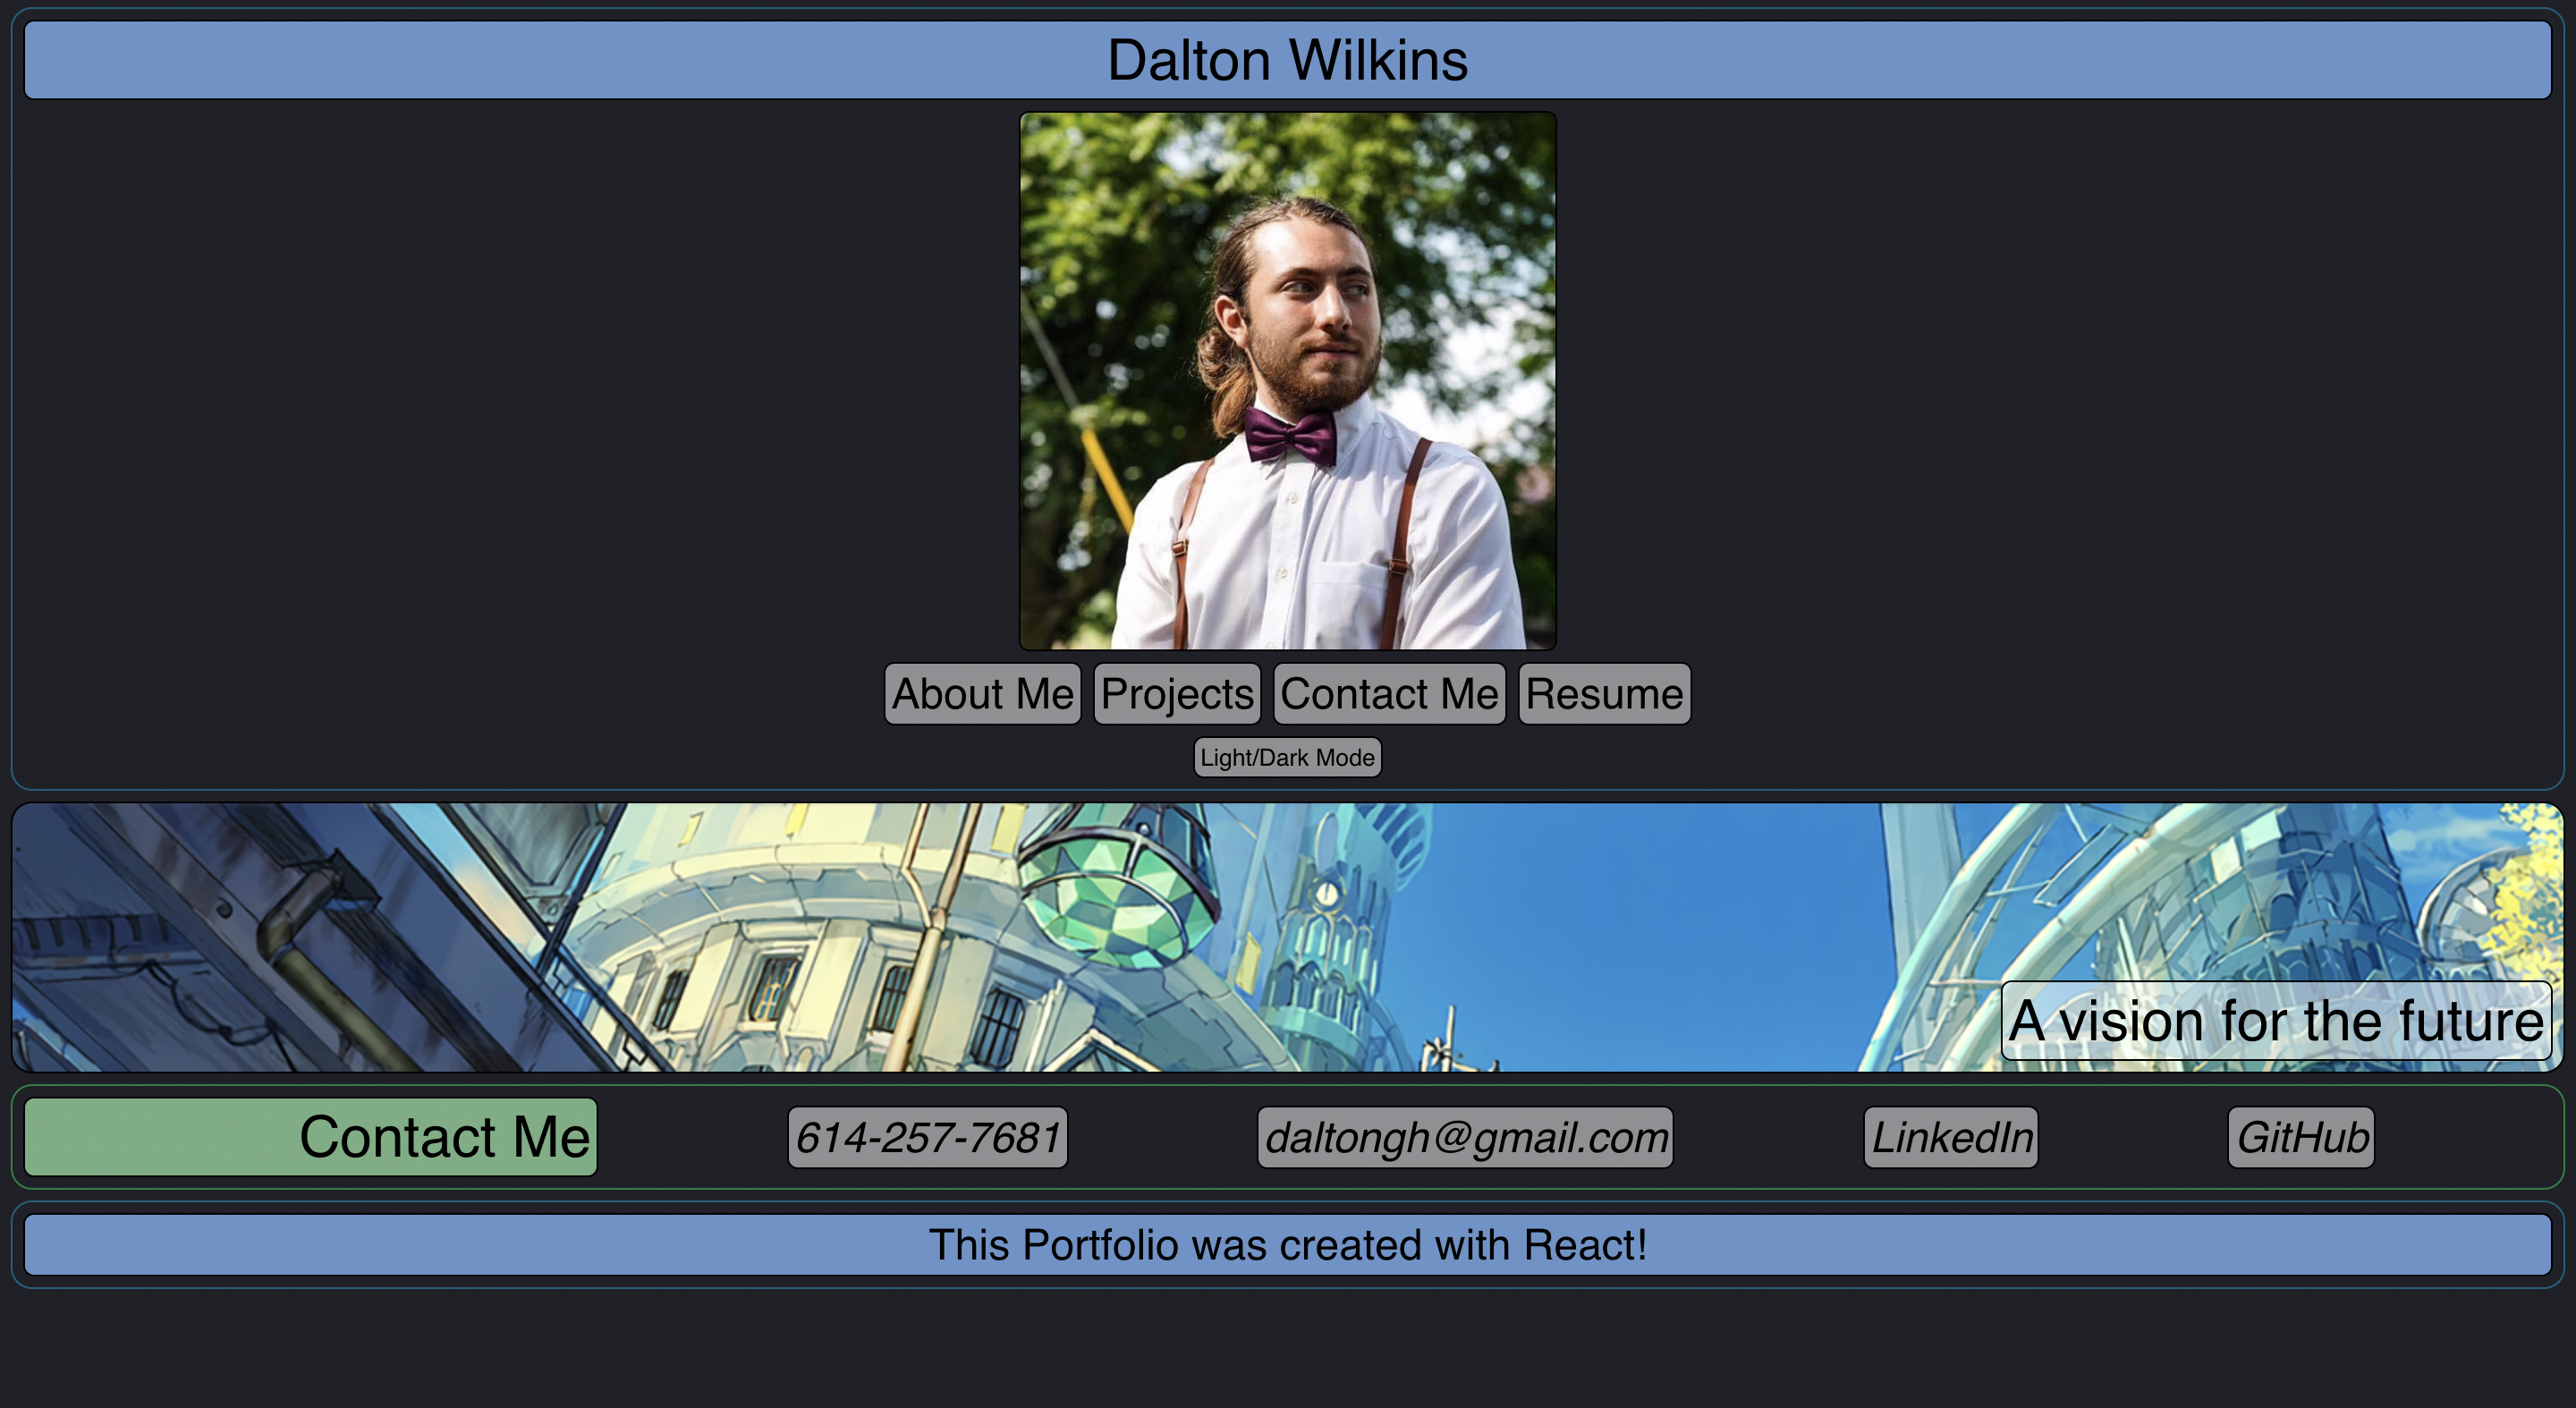 Dalton Wilkins
About Me Projects Contact Me Resume
Light/Dark Mode
A vision for the future
Contact Me 614-257-7681 daltongh@gmail.com LinkedIn GitHub
This Portfolio was created with React!